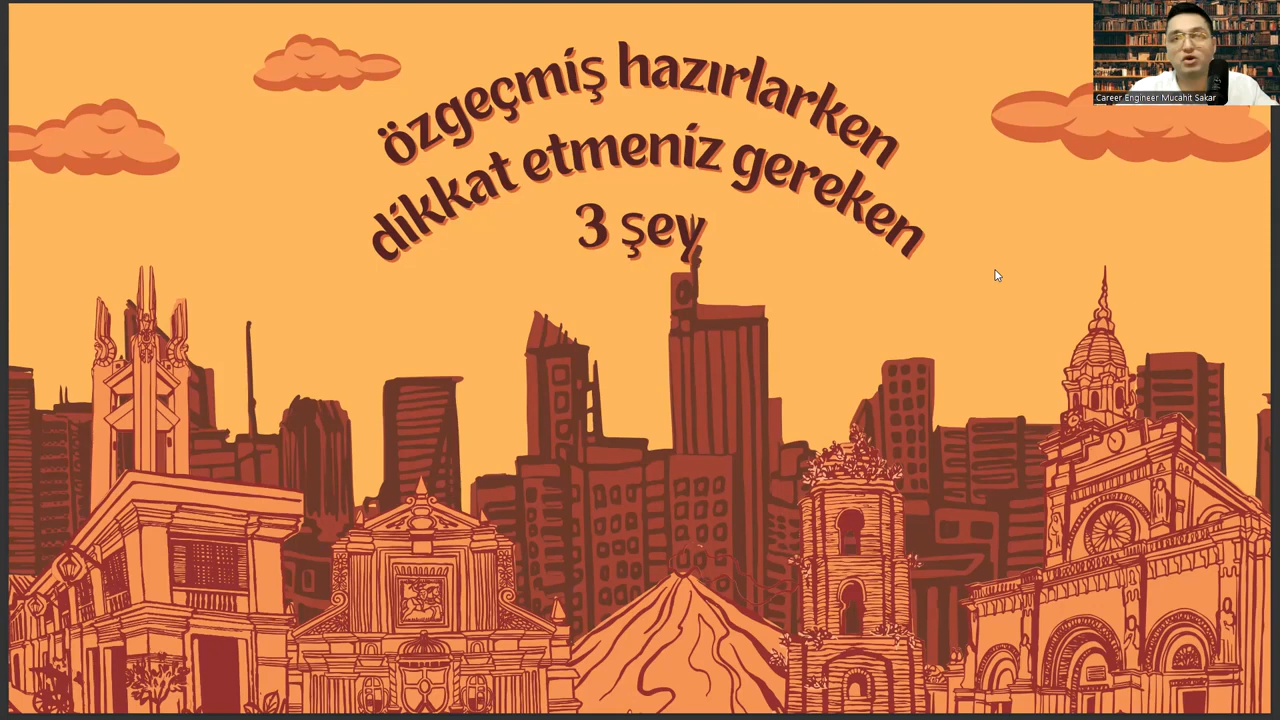 özgeçmiş hazırlarken
dikkat etmeniz gereken
3 şey
Career Engineer Mucahit Sakar